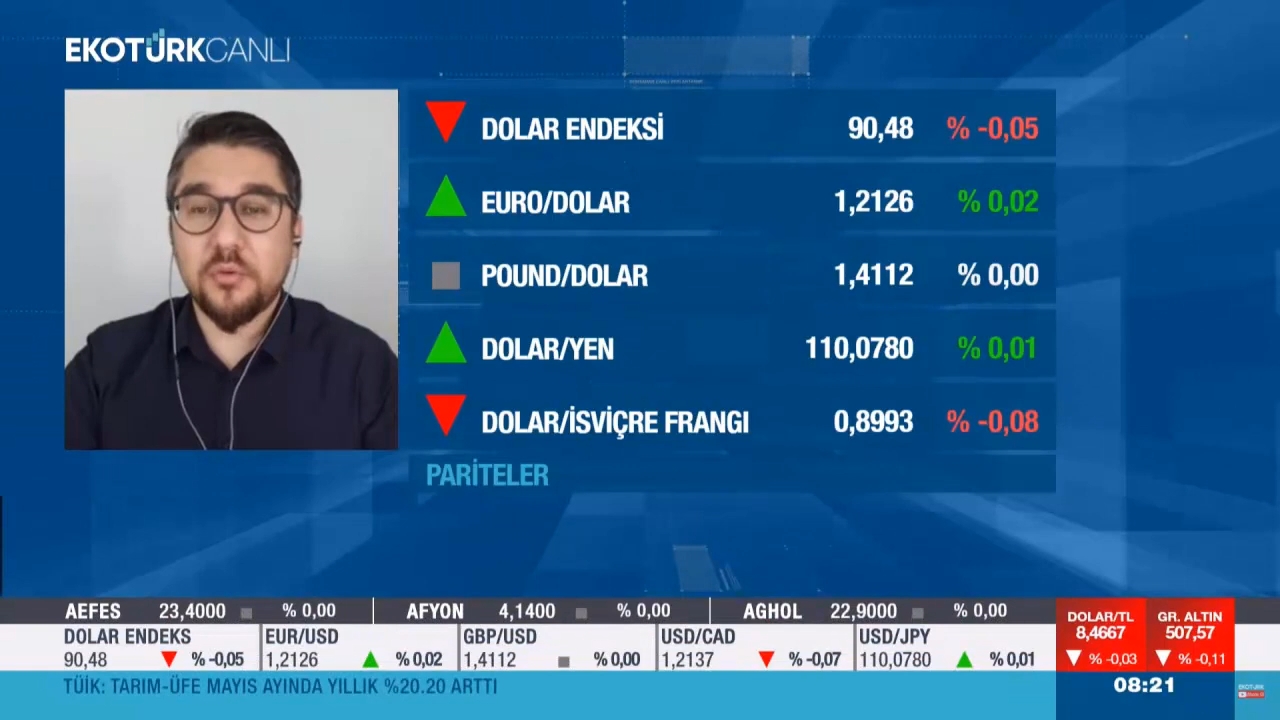 EKOTÜRKCANLI
DOLAR ENDEKSİ 90,48 % -0,05
EURO/DOLAR 1,2126 % 0,02
POUND/DOLAR 1,4112 % 0,00
DOLAR/YEN 110,0780 % 0,01
DOLAR/İSVİÇRE FRANGI 0,8993 % -0,08
PARİTELER
AEFES 23,4000 % 0,00 AFYON 4,1400 % 0,00 AGHOL 22,9000 % 0,00
DOLAR ENDEKS EUR/USD GBP/USD USD/CAD USD/JPY
90,48 % -0,05 1,2126 % 0,02 1,4112 % 0,00 1,2137 % -0,07 110,0780 % 0,01
DOLAR/TL GR. ALTIN
8,4667 507,57
% -0,03 % -0,11
TÜİK: TARIM-ÜFE MAYIS AYINDA YILLIK %20.20 ARTTI
08:21
EKOTÜRK